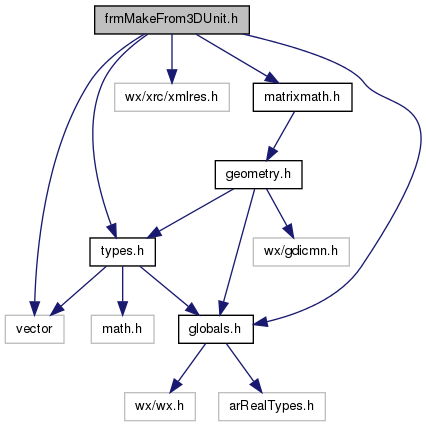 frmMakeFrom3DUnit.h
wx/xrc/xmlres.h
matrixmath.h
geometry.h
types.h
wx/gdicmn.h
vector
math.h
globals.h
wx/wx.h
arRealTypes.h